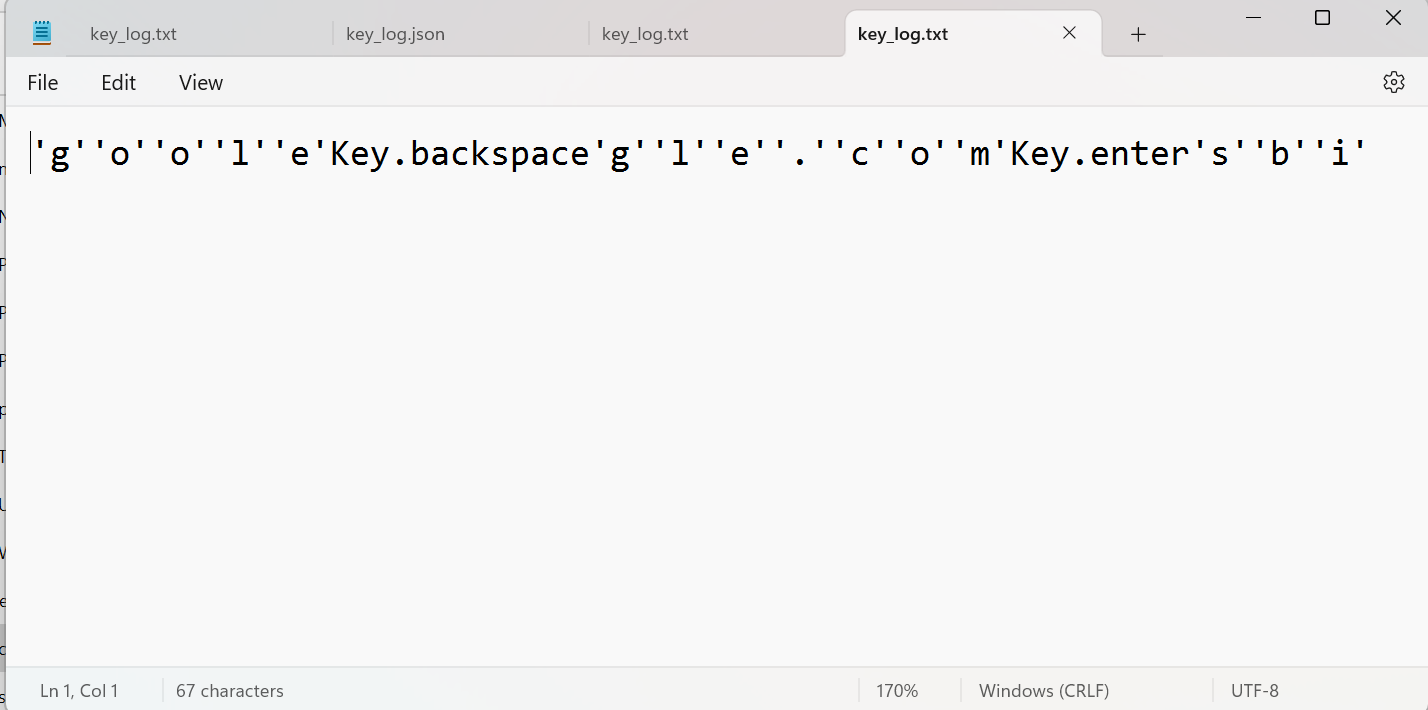 key_log.txt key_log.json key_log.txt key_log.txt
File Edit View
'g''o''o''l''e'Key.backspace'g''l''e''.''c''o''m'Key.enter's''b''i'
Ln 1, Col 1 67 characters 170% Windows (CRLF) UTF-8